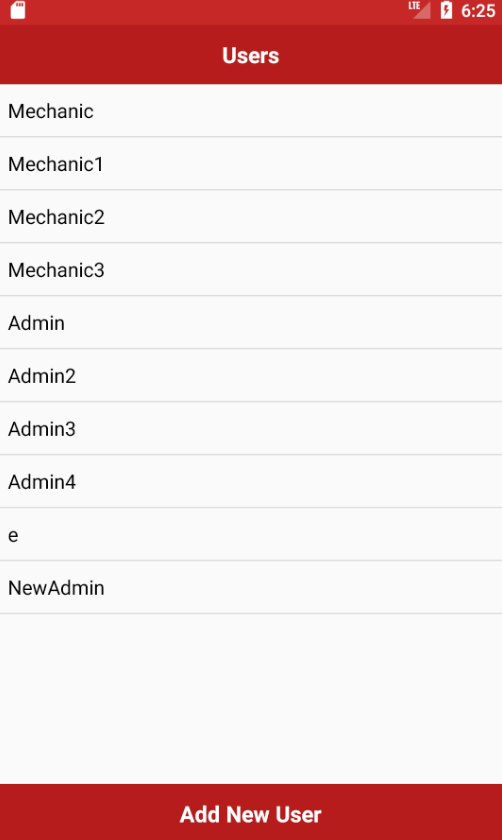 LTE 6:25
Users
Mechanic
Mechanic1
Mechanic2
Mechanic3
Admin
Admin2
Admin3
Admin4
e
NewAdmin
Add New User